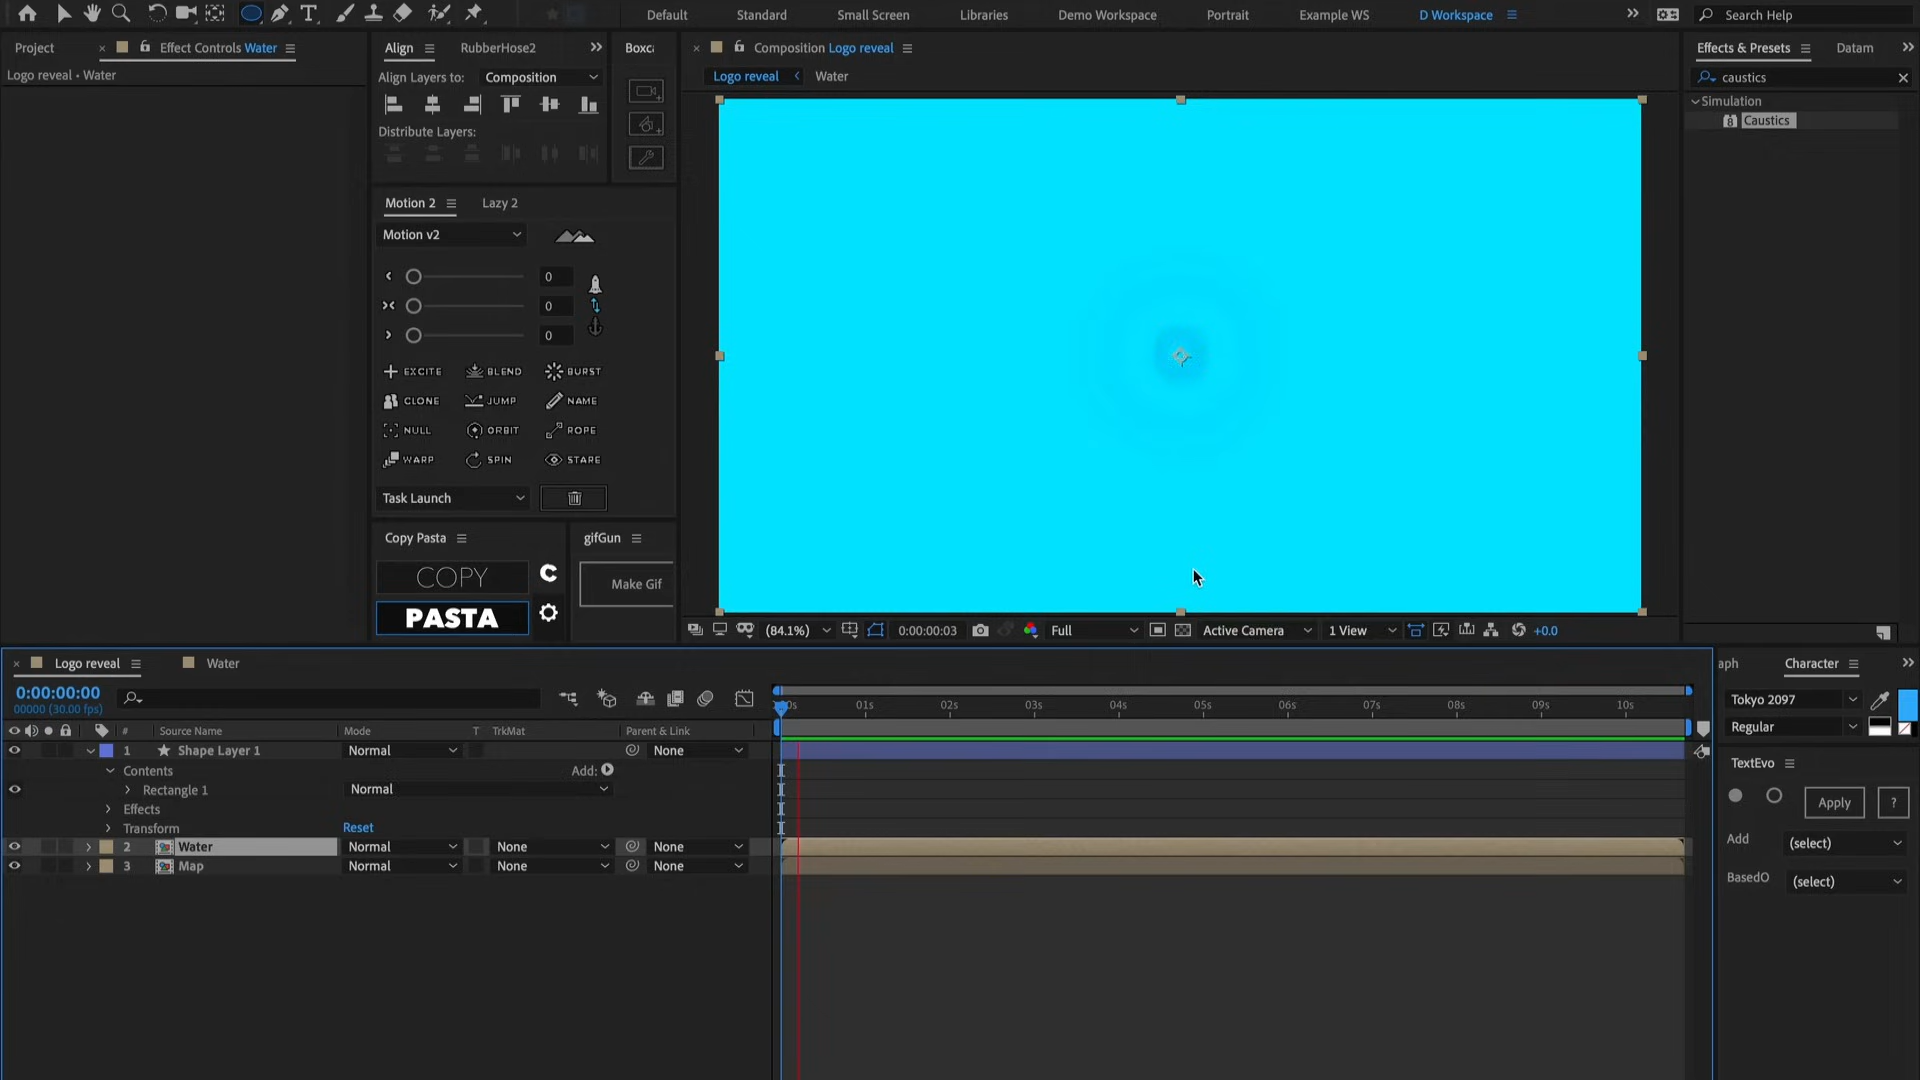 Default Standard Small Screen Libraries Demo Workspace Portrait Example WS D Workspace Search Help
Project Effect Controls Water
Logo reveal • Water
Align RubberHose2
Align Layers to: Composition
Distribute Layers:
Motion 2 Lazy 2
Motion v2
0
0
0
EXCITE BLEND BURST
CLONE JUMP NAME
NULL ORBIT ROPE
WARP SPIN STARE
Task Launch
Copy Pasta
COPY C
PASTA
gifGun
Make Gif
Boxc
Composition Logo reveal
Logo reveal Water
(84.1%) 0:00:00:03 Full Active Camera 1 View +0.0
Effects & Presets Datam
caustics
Simulation
8 Caustics
Logo reveal Water
0:00:00:00
00000 (30.00 fps)
# Source Name Mode T TrkMat Parent & Link
1 Shape Layer 1 Normal None
Contents Add:
Rectangle 1 Normal
Effects
Transform Reset
2 Water Normal None None
3 Map Normal None None
0s 01s 02s 03s 04s 05s 06s 07s 08s 09s 10s
aph Character
Tokyo 2097
Regular
TextEvo
Apply ?
Add (select)
BasedO (select)